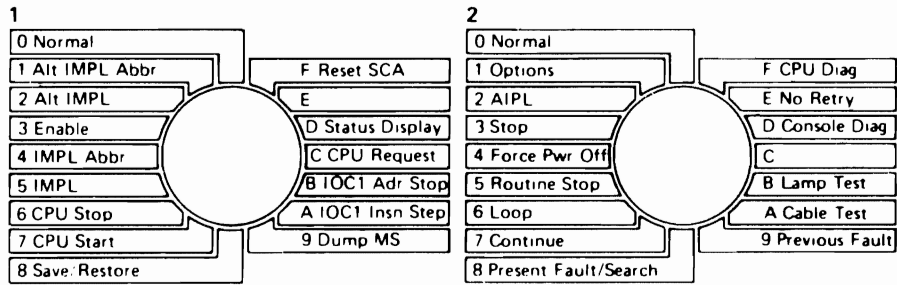 1
0 Normal
1 Alt IMPL Abbr
2 Alt IMPL
3 Enable
4 IMPL Abbr
5 IMPL
6 CPU Stop
7 CPU Start
8 Save/Restore
F Reset SCA
E
D Status Display
C CPU Request
B IOC1 Adr Stop
A IOC1 Insn Step
9 Dump MS
2
0 Normal
1 Options
2 AIPL
3 Stop
4 Force Pwr Off
5 Routine Stop
6 Loop
7 Continue
8 Present Fault/Search
F CPU Diag
E No Retry
D Console Diag
C
B Lamp Test
A Cable Test
9 Previous Fault